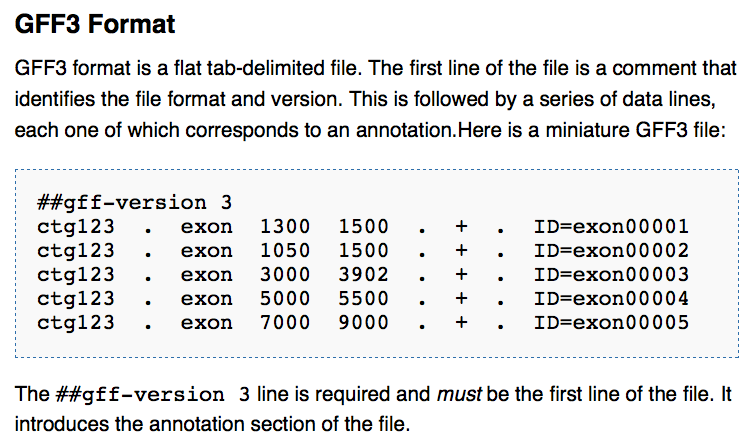 GFF3 Format
GFF3 format is a flat tab-delimited file. The first line of the file is a comment that
identifies the file format and version. This is followed by a series of data lines,
each one of which corresponds to an annotation.Here is a miniature GFF3 file:
##gff-version 3
ctg123 . exon 1300 1500 . + . ID=exon00001
ctg123 . exon 1050 1500 . + . ID=exon00002
ctg123 . exon 3000 3902 . + . ID=exon00003
ctg123 . exon 5000 5500 . + . ID=exon00004
ctg123 . exon 7000 9000 . + . ID=exon00005
The ##gff-version 3 line is required and must be the first line of the file. It
introduces the annotation section of the file.